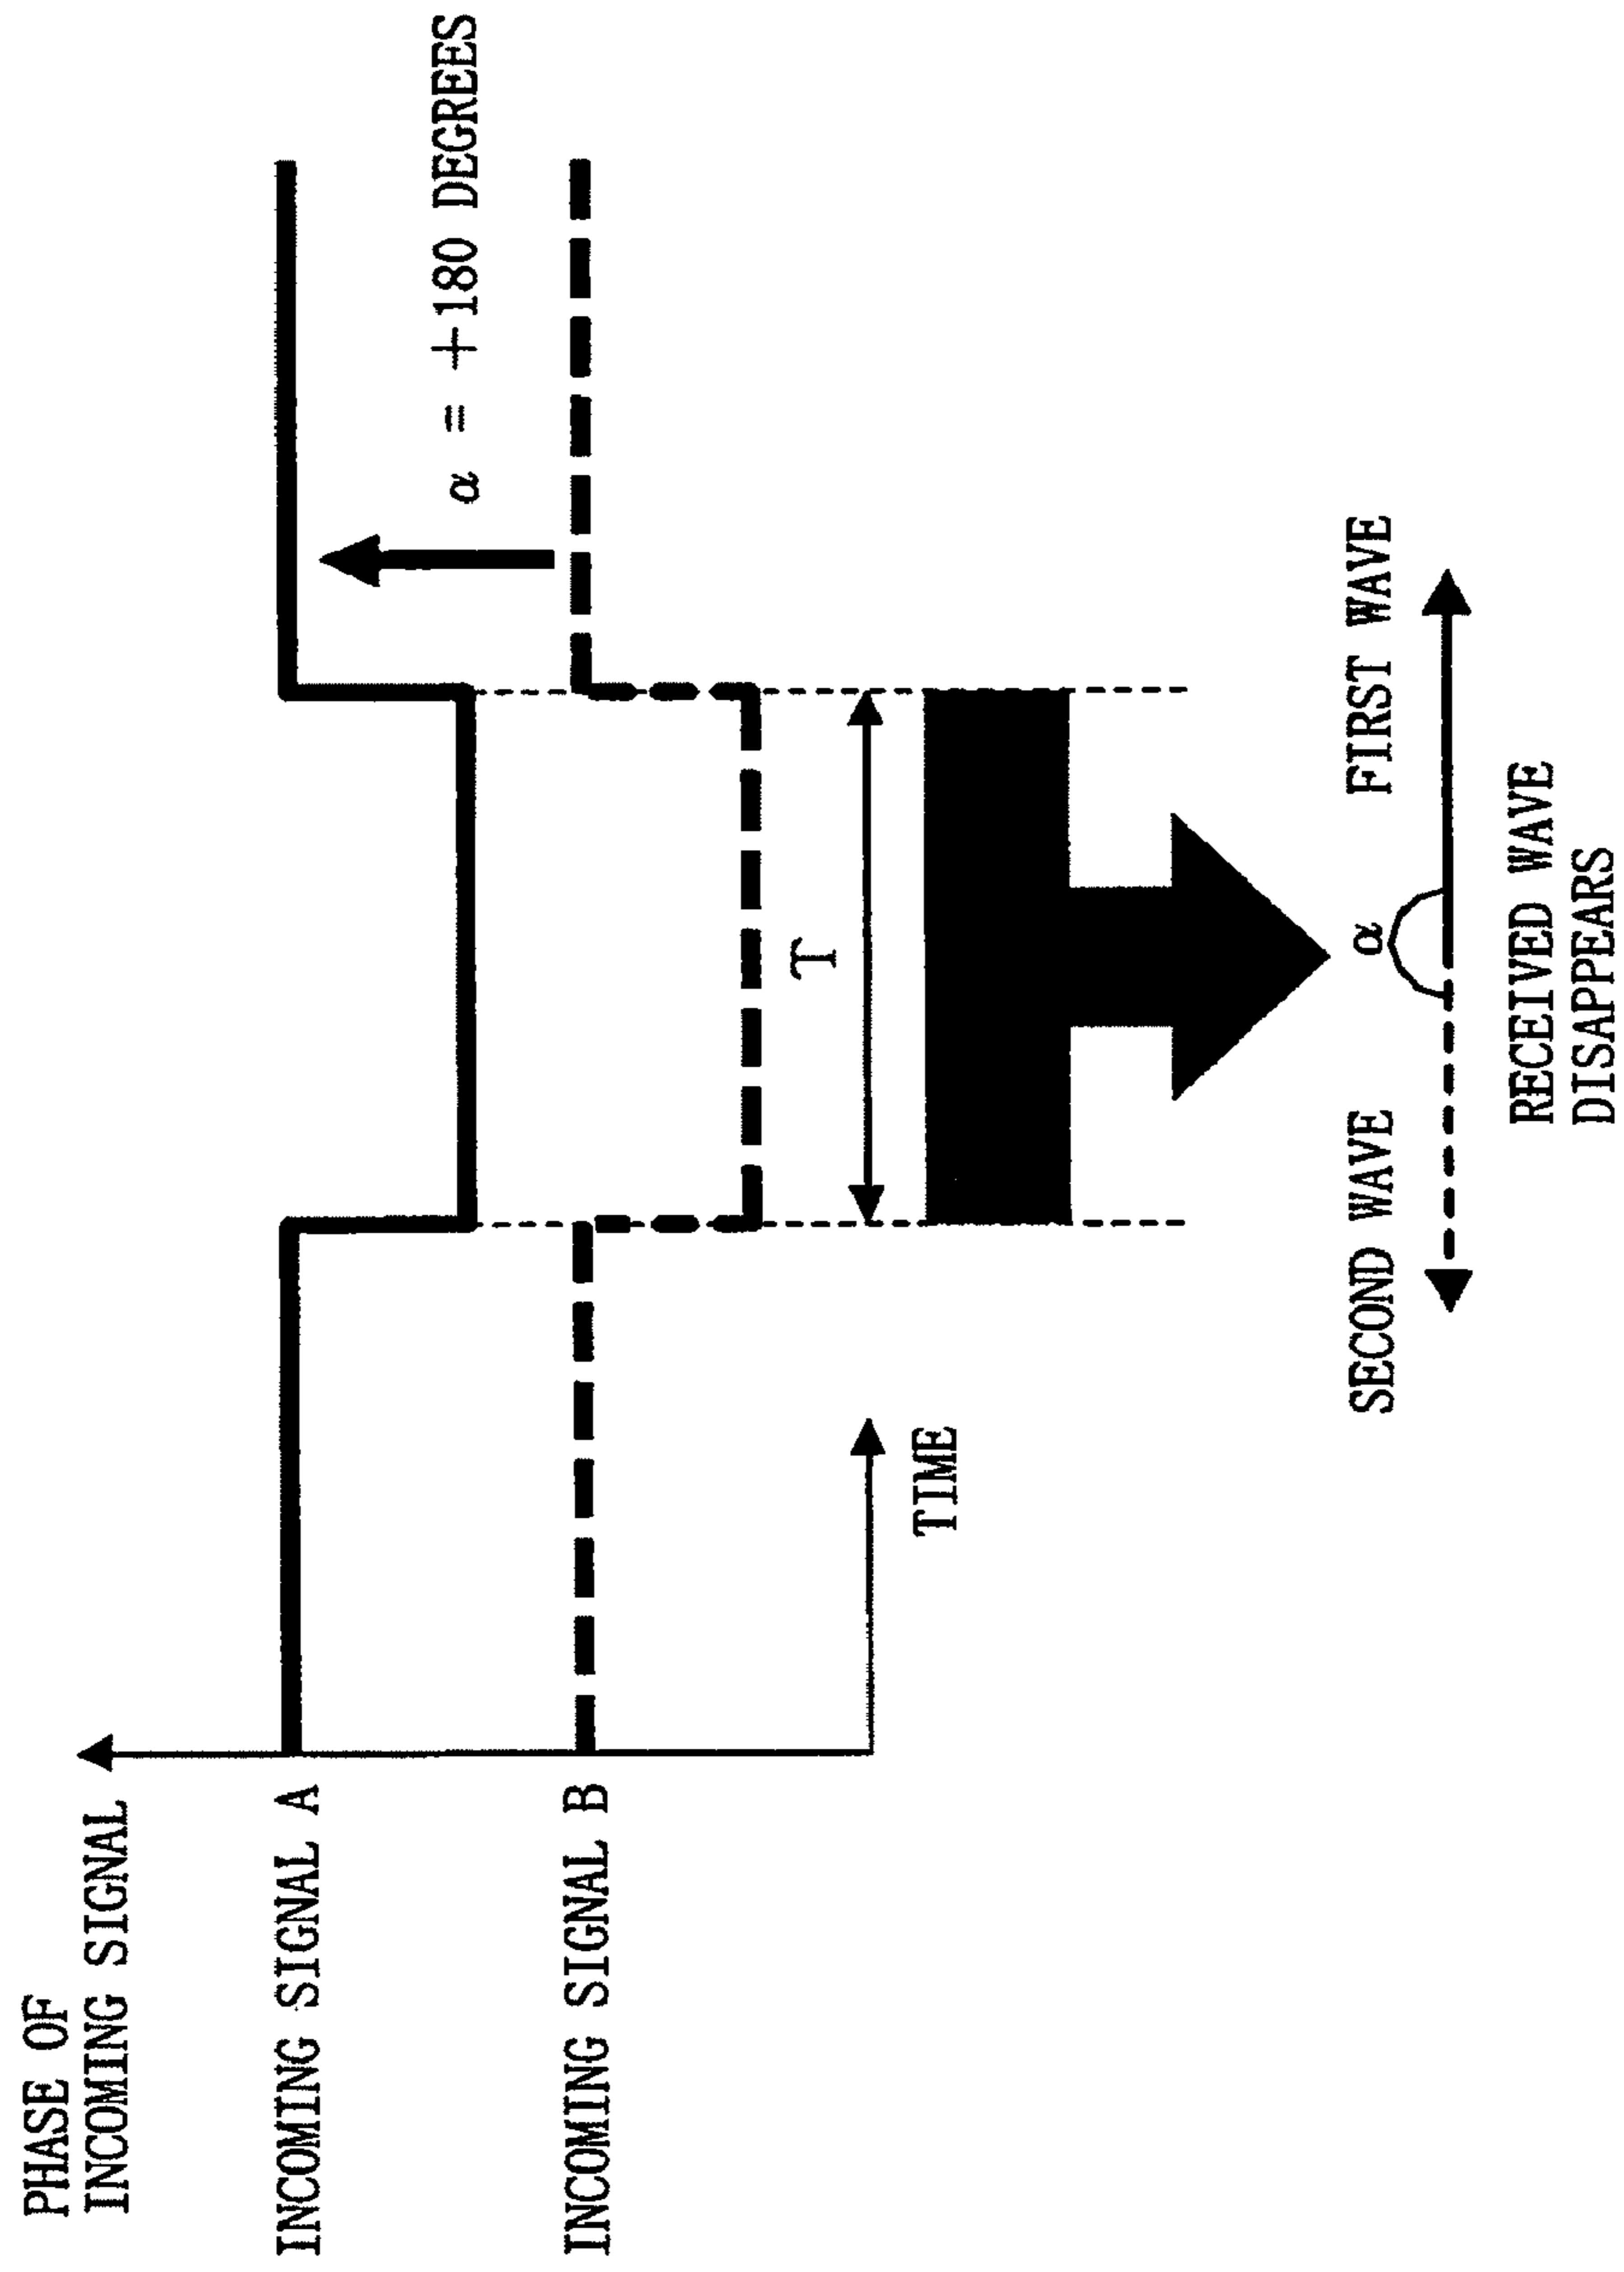 PHASE OF
INCOMING SIGNAL
INCOMING SIGNAL A
α = +180 DEGREES
INCOMING SIGNAL B
T
TIME
SECOND WAVE
α
FIRST WAVE
RECEIVED WAVE
DISAPPEARS